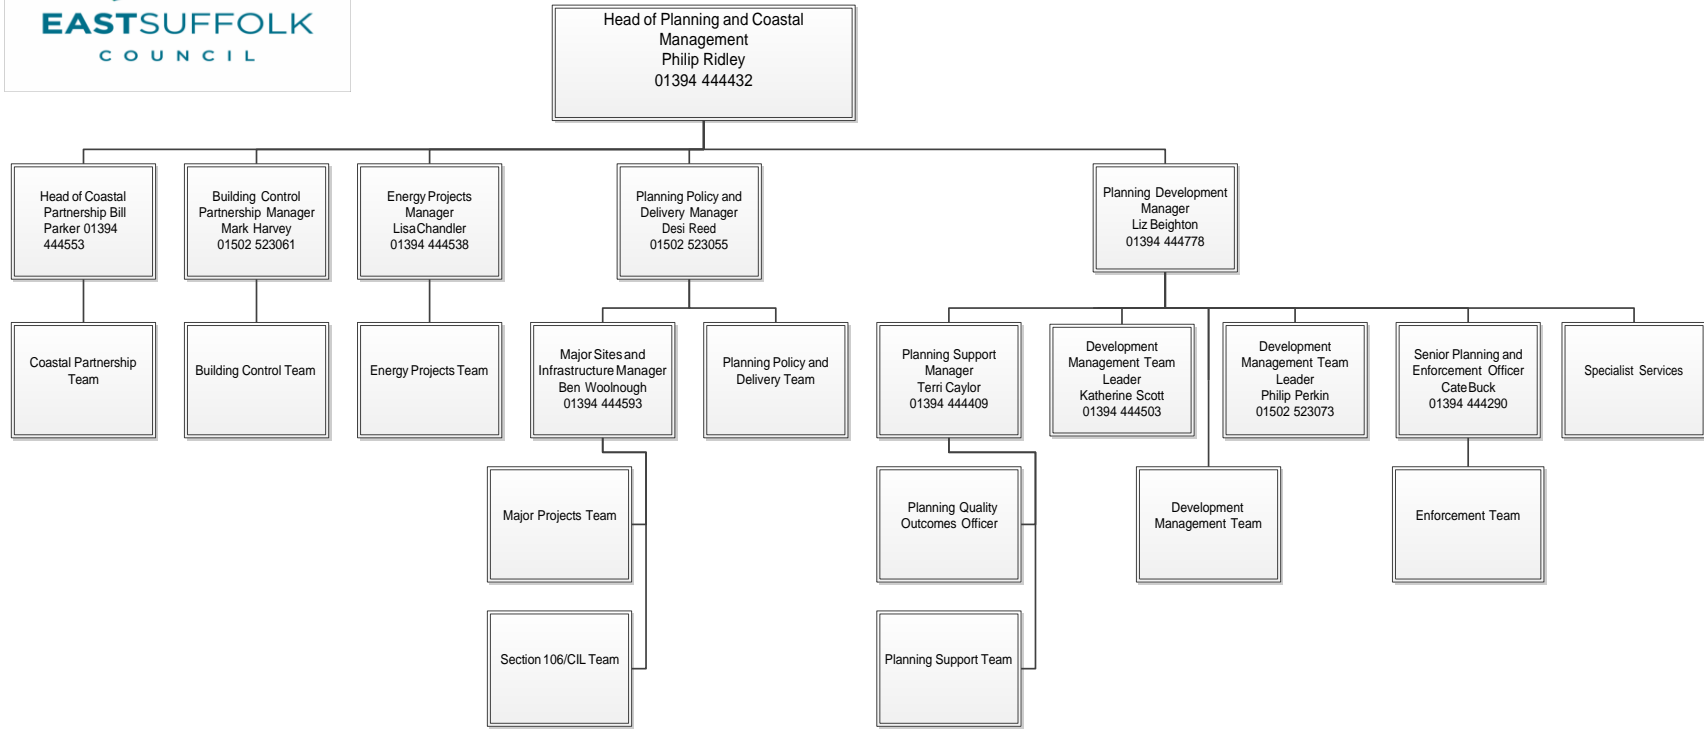 EASTSUFFOLK
COUNCIL
Head of Planning and Coastal
Management
Philip Ridley
01394 444432
Head of Coastal
Partnership Bill
Parker 01394
444553
Building Control
Partnership Manager
Mark Harvey
01502 523061
Energy Projects
Manager
Lisa Chandler
01394 444538
Planning Policy and
Delivery Manager
Desi Reed
01502 523055
Planning Development
Manager
Liz Beighton
01394 444778
Coastal Partnership
Team
Building Control Team
Energy Projects Team
Major Sites and
Infrastructure Manager
Ben Woolnough
01394 444593
Planning Policy and
Delivery Team
Planning Support
Manager
Terri Caylor
01394 444409
Development
Management Team
Leader
Katherine Scott
01394 444503
Development
Management Team
Leader
Philip Perkin
01502 523073
Senior Planning and
Enforcement Officer
Cate Buck
01394 444290
Specialist Services
Major Projects Team
Planning Quality
Outcomes Officer
Development
Management Team
Enforcement Team
Section 106/CIL Team
Planning Support Team